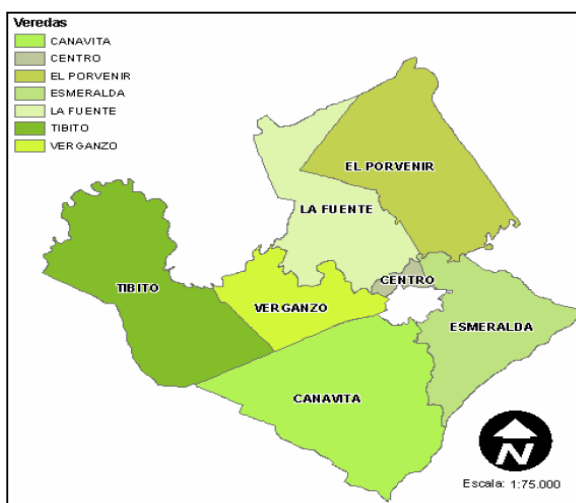 Veredas
CANAVITA
CENTRO
EL PORVENIR
ESMERALDA
LA FUENTE
TIBITO
VERGANZO
EL PORVENIR
LA FUENTE
CENTRO
TIBITO
VERGANZO
ESMERALDA
CANAVITA
N
Escala: 1:75.000